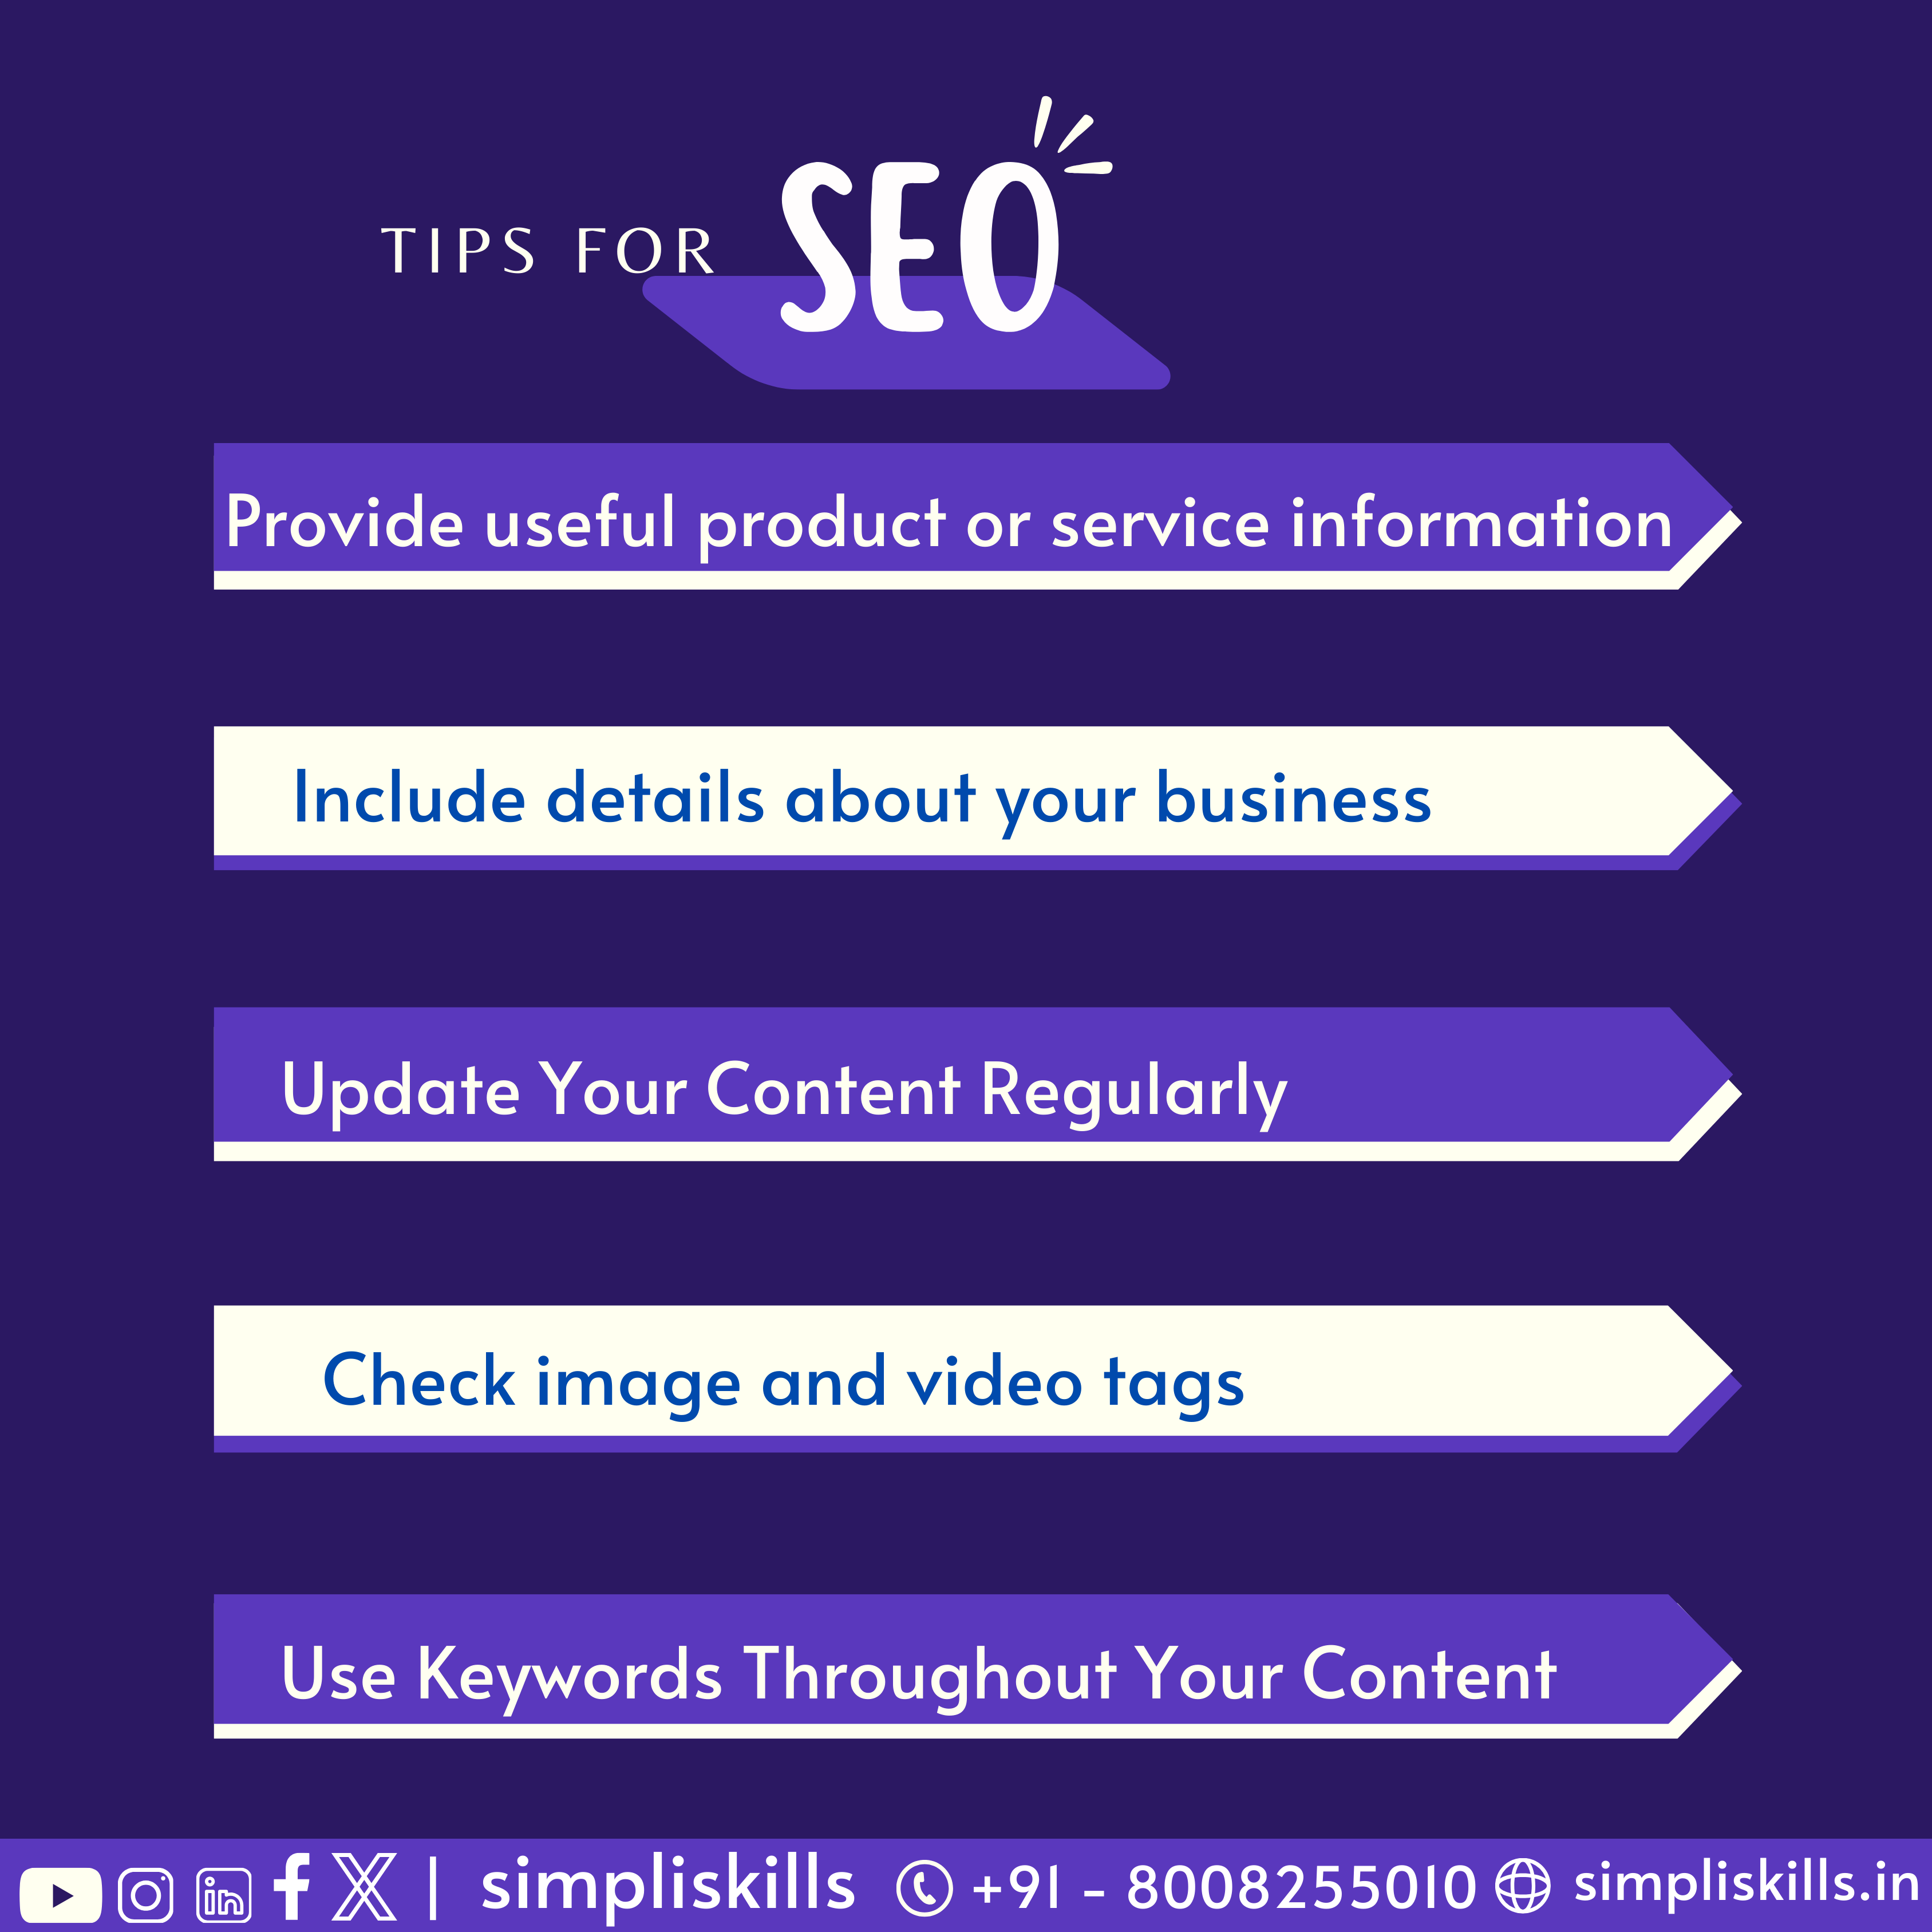 TIPS FOR SEO
Provide useful product or service information
Include details about your business
Update Your Content Regularly
Check image and video tags
Use Keywords Throughout Your Content
in f X | simpliskills +91 - 8008255010 simpliskills.in